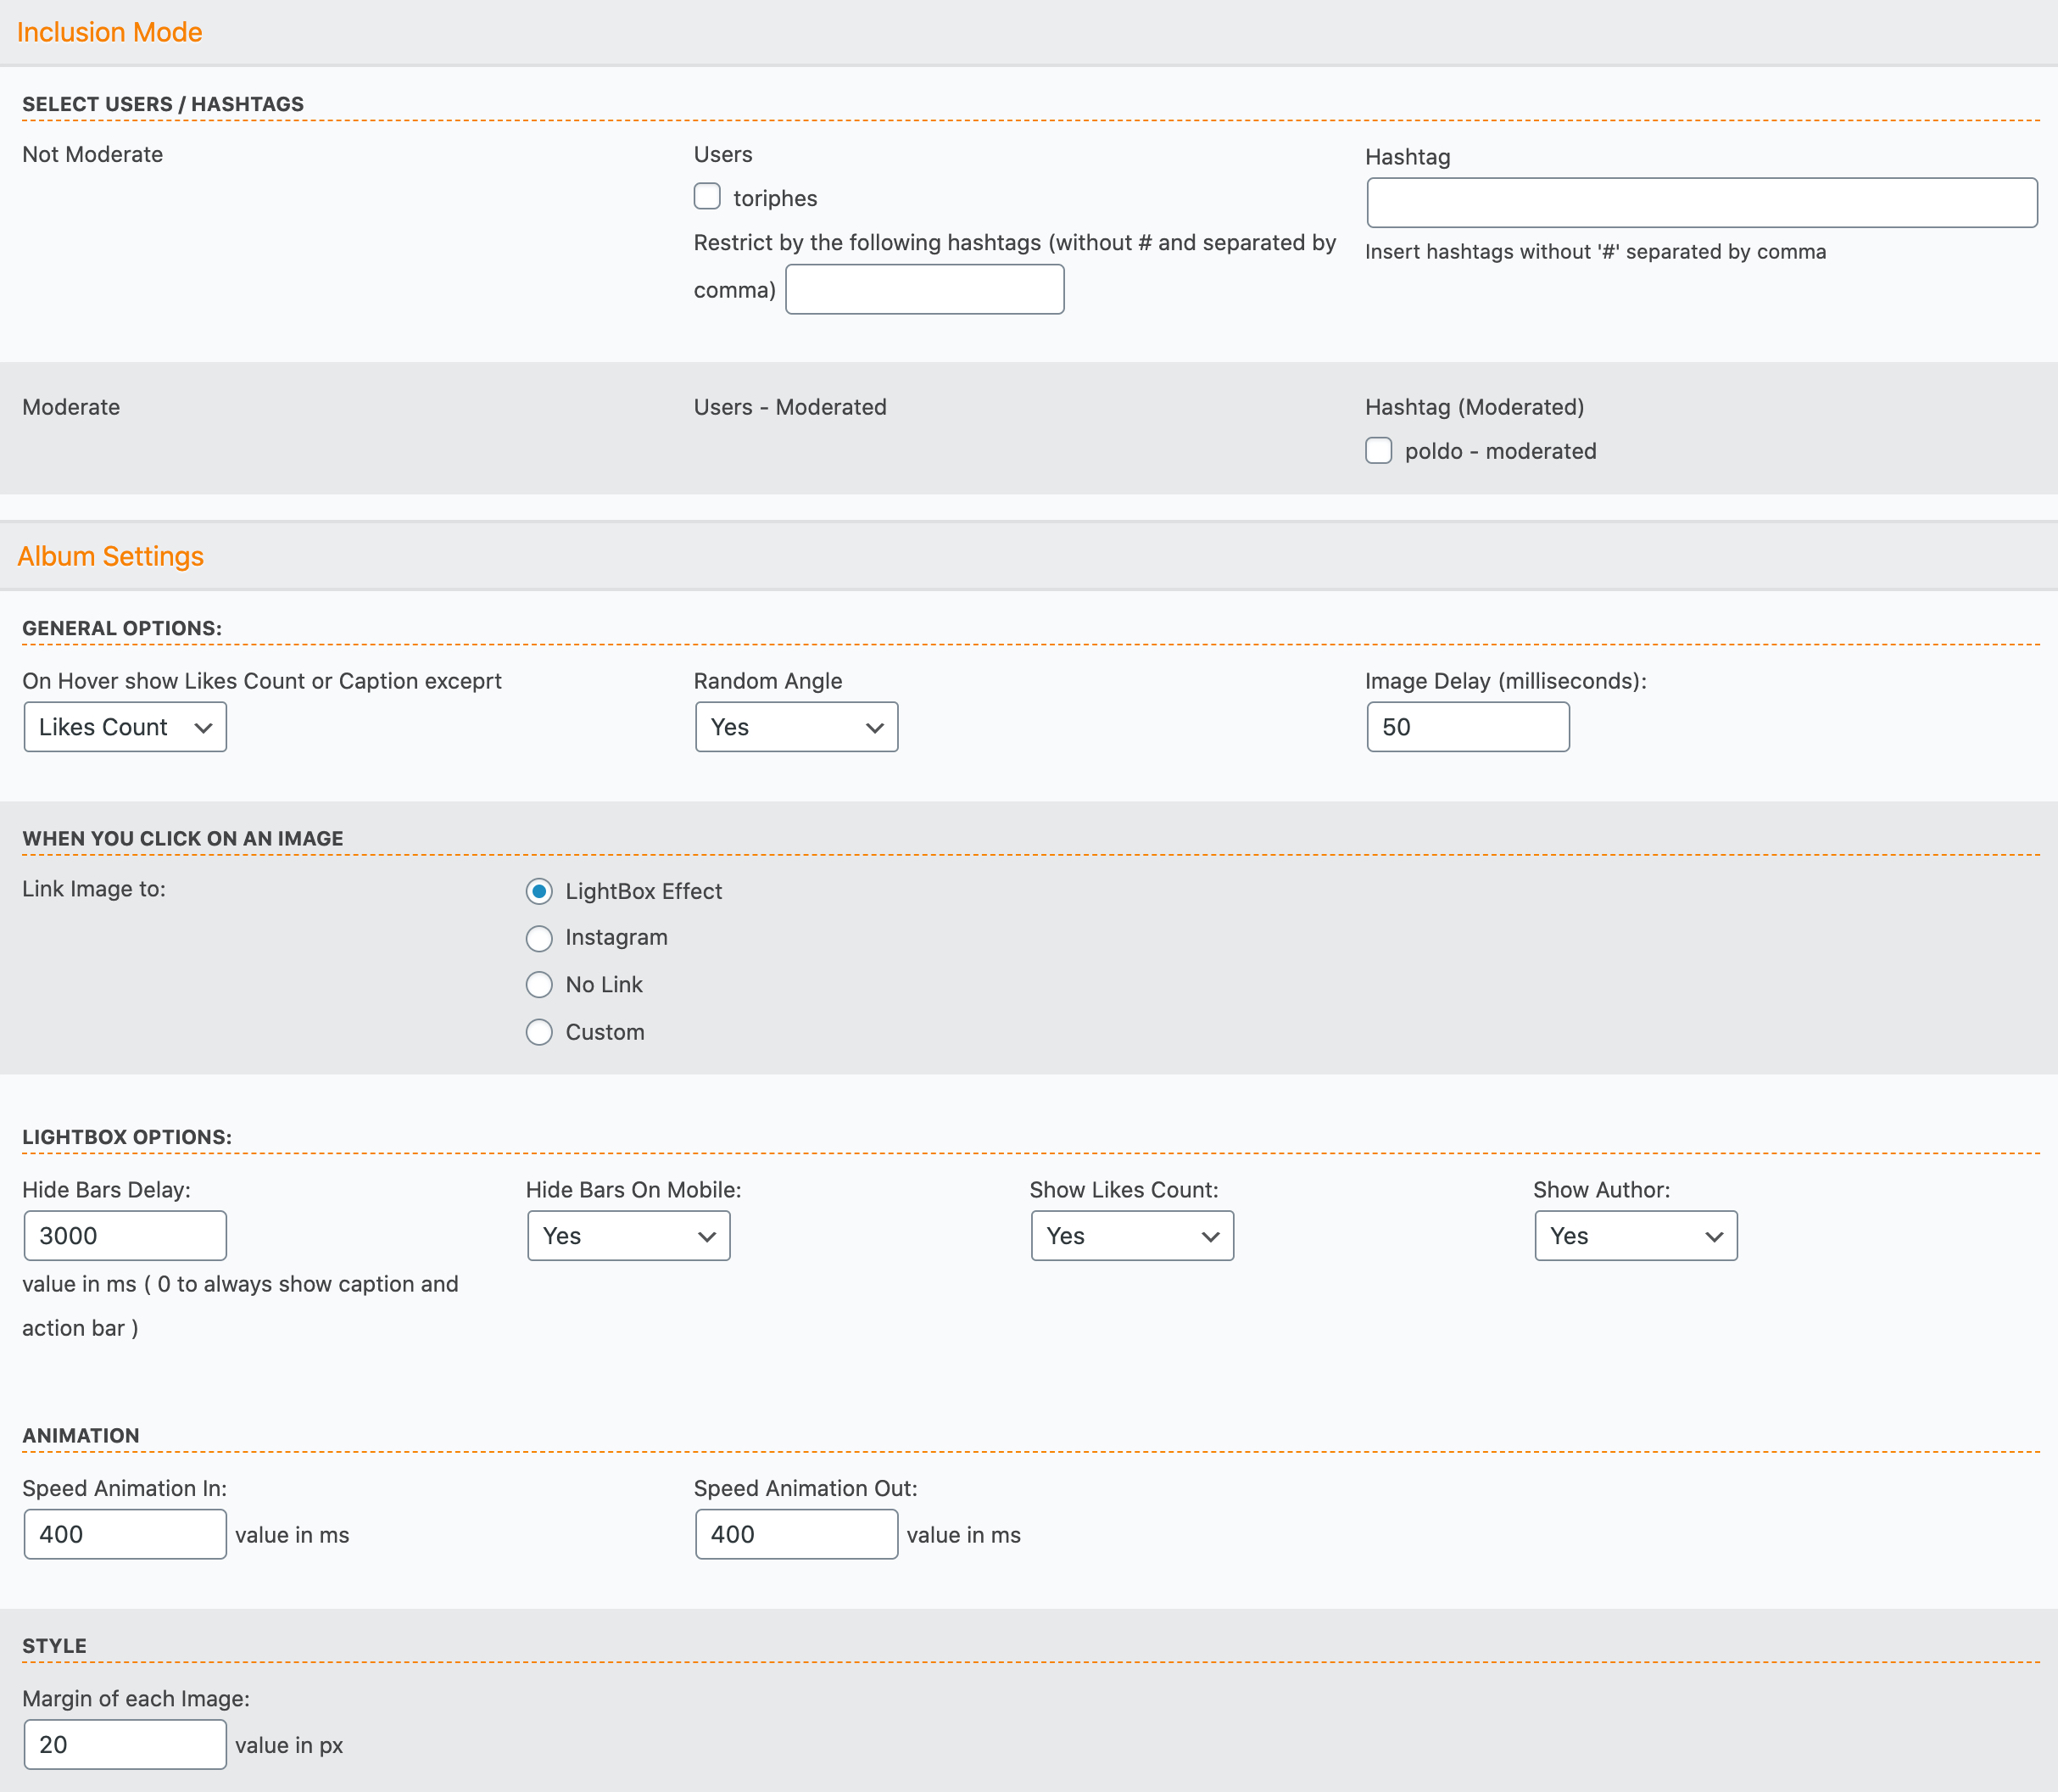 Inclusion Mode
SELECT USERS / HASHTAGS
Not Moderate
Users
toriphes
Restrict by the following hashtags (without # and separated by
comma)
Hashtag
Insert hashtags without '#' separated by comma
Moderate
Users - Moderated
Hashtag (Moderated)
poldo - moderated
Album Settings
GENERAL OPTIONS:
On Hover show Likes Count or Caption exceprt
Likes Count
Random Angle
Yes
Image Delay (milliseconds):
50
WHEN YOU CLICK ON AN IMAGE
Link Image to:
LightBox Effect
Instagram
No Link
Custom
LIGHTBOX OPTIONS:
Hide Bars Delay:
3000
value in ms ( 0 to always show caption and
action bar )
Hide Bars On Mobile:
Yes
Show Likes Count:
Yes
Show Author:
Yes
ANIMATION
Speed Animation In:
400 value in ms
Speed Animation Out:
400 value in ms
STYLE
Margin of each Image:
20 value in px